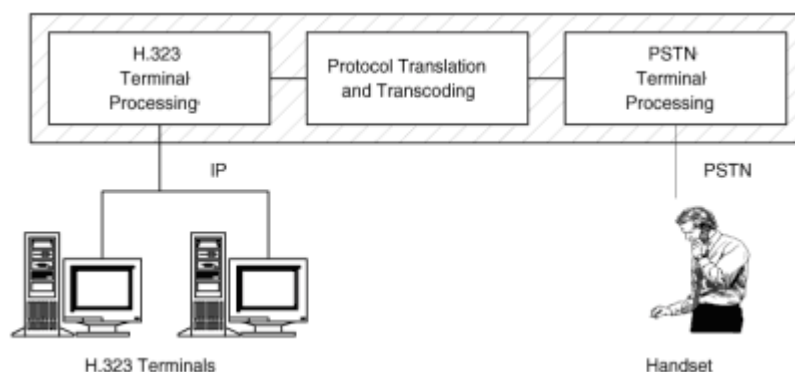 H.323
Terminal
Processing
Protocol Translation
and Transcoding
PSTN
Terminal
Processing
IP
PSTN
H.323 Terminals
Handset